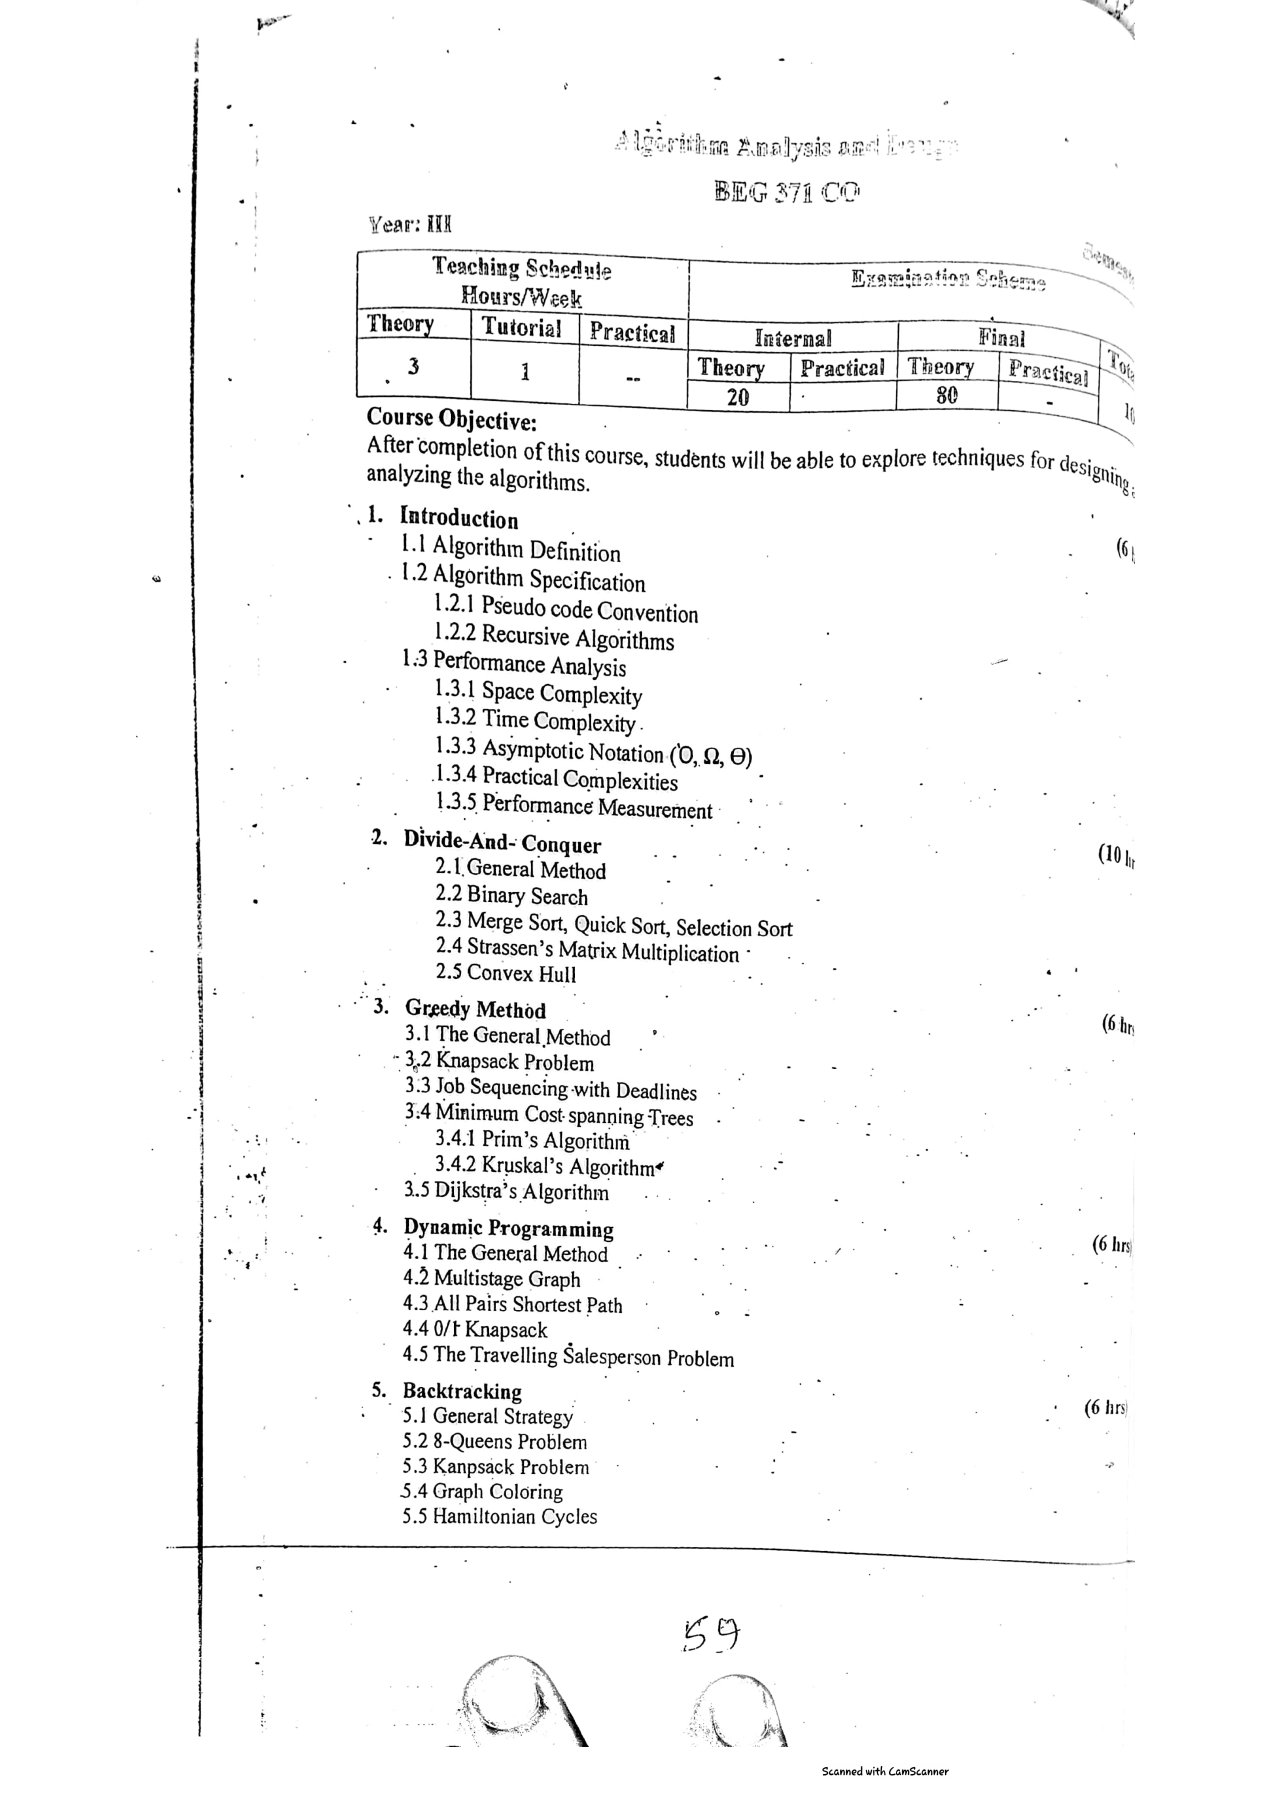 Algorithm Analysis and Design
BEG 371 CO
Year: III
Teaching Schedule
Hours/Week
Examination Scheme
Theory Tutorial Practical Internal Final
3 1 -- Theory Practical Theory Practical
20 80 -
Course Objective:
After completion of this course, students will be able to explore techniques for designing
analyzing the algorithms.
1. Introduction (6
1.1 Algorithm Definition
1.2 Algorithm Specification
1.2.1 Pseudo code Convention
1.2.2 Recursive Algorithms
1.3 Performance Analysis
1.3.1 Space Complexity
1.3.2 Time Complexity
1.3.3 Asymptotic Notation (O, Ω, Θ)
1.3.4 Practical Complexities
1.3.5 Performance Measurement
2. Divide-And- Conquer (10
2.1 General Method
2.2 Binary Search
2.3 Merge Sort, Quick Sort, Selection Sort
2.4 Strassen's Matrix Multiplication
2.5 Convex Hull
3. Greedy Method (6 hr
3.1 The General Method
3.2 Knapsack Problem
3.3 Job Sequencing with Deadlines
3.4 Minimum Cost spanning Trees
3.4.1 Prim's Algorithm
3.4.2 Kruskal's Algorithm
3.5 Dijkstra's Algorithm
4. Dynamic Programming (6 hrs)
4.1 The General Method
4.2 Multistage Graph
4.3 All Pairs Shortest Path
4.4 0/1 Knapsack
4.5 The Travelling Salesperson Problem
5. Backtracking (6 hrs)
5.1 General Strategy
5.2 8-Queens Problem
5.3 Kanpsack Problem
5.4 Graph Coloring
5.5 Hamiltonian Cycles
59
Scanned with CamScanner